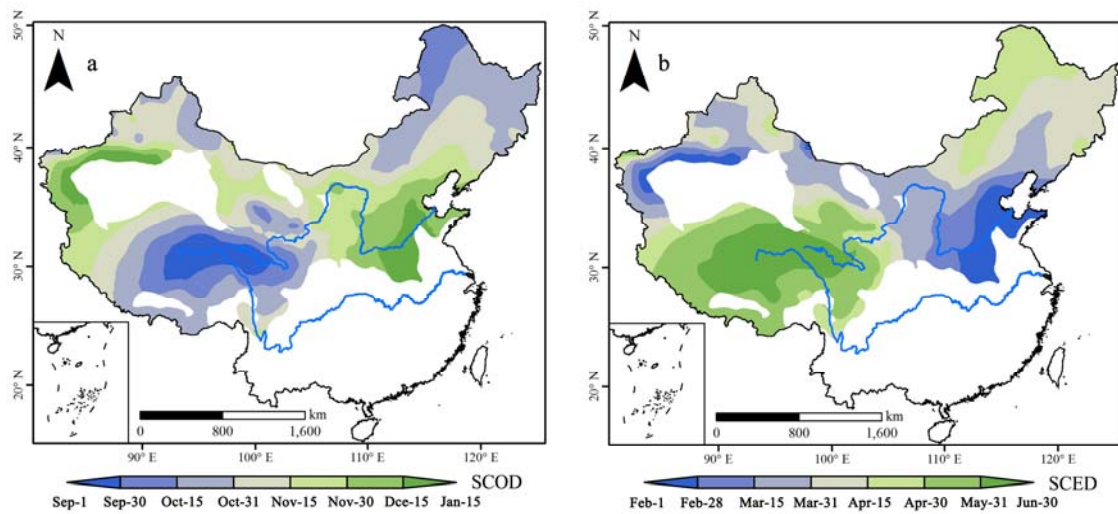 N
a
50°N
40°N
30°N
20°N
km
0 800 1,600
90° E 100° E 110° E 120° E
SCOD
Sep-1 Sep-30 Oct-15 Oct-31 Nov-15 Nov-30 Dce-15 Jan-15
N
b
50°N
40°N
30°N
20°N
km
0 800 1,600
90° E 100° E 110° E 120° E
SCED
Feb-1 Feb-28 Mar-15 Mar-31 Apr-15 Apr-30 May-31 Jun-30